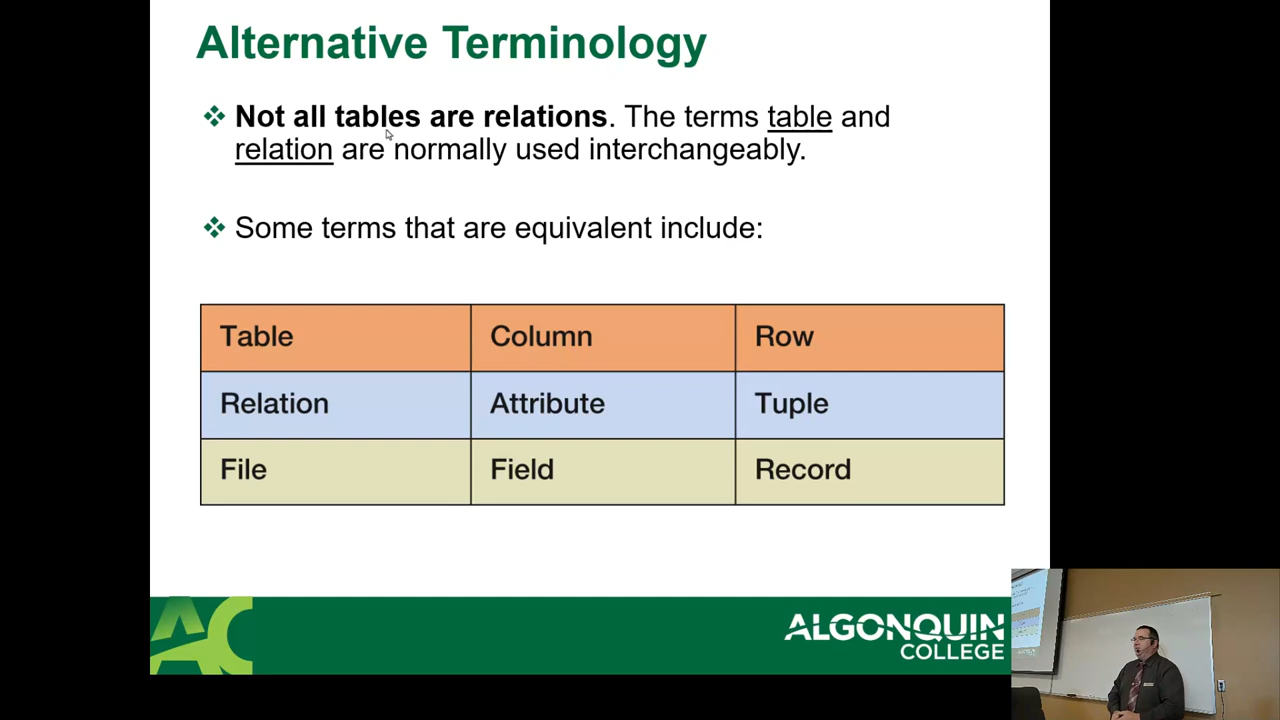 Alternative Terminology
Not all tables are relations. The terms table and
relation are normally used interchangeably.
Some terms that are equivalent include:
Table Column Row
Relation Attribute Tuple
File Field Record
AC
ALGONQUIN
COLLEGE